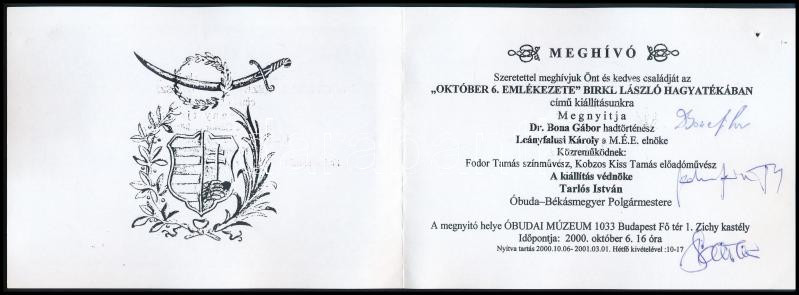 MEGHÍVÓ
Szeretettel meghívjuk Önt és kedves családját az
„OKTÓBER 6. EMLÉKEZETE” BIRKL LÁSZLÓ HAGYATÉKÁBAN
című kiállításunkra
Megnyitja
Dr. Bona Gábor hadtörténész
Leányfalusi Károly a M.É.E. elnöke
Közreműködnek:
Fodor Tamás színművész, Kobzos Kiss Tamás előadóművész
A kiállítás védnöke
Tarlós István
Óbuda–Békásmegyer Polgármestere
A megnyitó helye ÓBUDAI MÚZEUM 1033 Budapest Fő tér 1. Zichy kastély
Időpontja: 2000. október 6. 16 óra
Nyitva tartás 2000.10.06- 2001.03.01. Hétfő kivételével :10-17